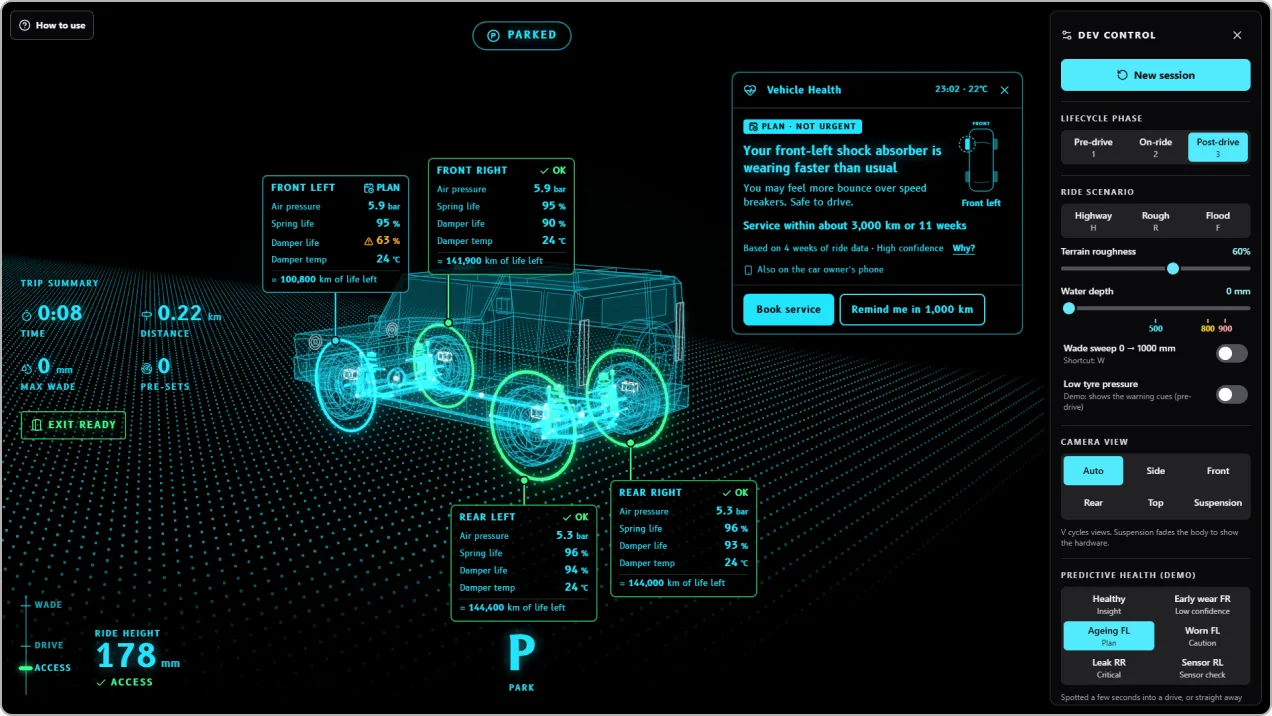 How to use
P PARKED
TRIP SUMMARY
0:08
TIME
0.22 km
DISTANCE
0 mm
MAX WADE
0
PRE-SETS
EXIT READY
WADE
DRIVE
ACCESS
RIDE HEIGHT
178 mm
ACCESS
FRONT LEFT PLAN
Air pressure 5.9 bar
Spring life 95 %
Damper life 63 %
Damper temp 24 °C
≈ 100,800 km of life left
FRONT RIGHT OK
Air pressure 5.9 bar
Spring life 95 %
Damper life 90 %
Damper temp 24 °C
≈ 141,900 km of life left
REAR LEFT OK
Air pressure 5.3 bar
Spring life 96 %
Damper life 94 %
Damper temp 24 °C
≈ 144,400 km of life left
REAR RIGHT OK
Air pressure 5.3 bar
Spring life 96 %
Damper life 93 %
Damper temp 24 °C
≈ 144,000 km of life left
P
PARK
Vehicle Health 23:02 · 22°C
PLAN · NOT URGENT
Your front-left shock absorber is
wearing faster than usual
You may feel more bounce over speed
breakers. Safe to drive.
Service within about 3,000 km or 11 weeks
Based on 4 weeks of ride data · High confidence Why?
Also on the car owner's phone
FRONT
Front left
Book service
Remind me in 1,000 km
DEV CONTROL
New session
LIFECYCLE PHASE
Pre-drive On-ride Post-drive
1 2 3
RIDE SCENARIO
Highway Rough Flood
H R F
Terrain roughness 60%
Water depth 0 mm
500 800 900
Wade sweep 0 → 1000 mm
Shortcut: W
Low tyre pressure
Demo: shows the warning cues (pre-
drive)
CAMERA VIEW
Auto Side Front
Rear Top Suspension
V cycles views. Suspension fades the body to show
the hardware.
PREDICTIVE HEALTH (DEMO)
Healthy Early wear FR
Insight Low confidence
Ageing FL Worn FL
Plan Caution
Leak RR Sensor RL
Critical Sensor check
Spotted a few seconds into a drive, or straight away